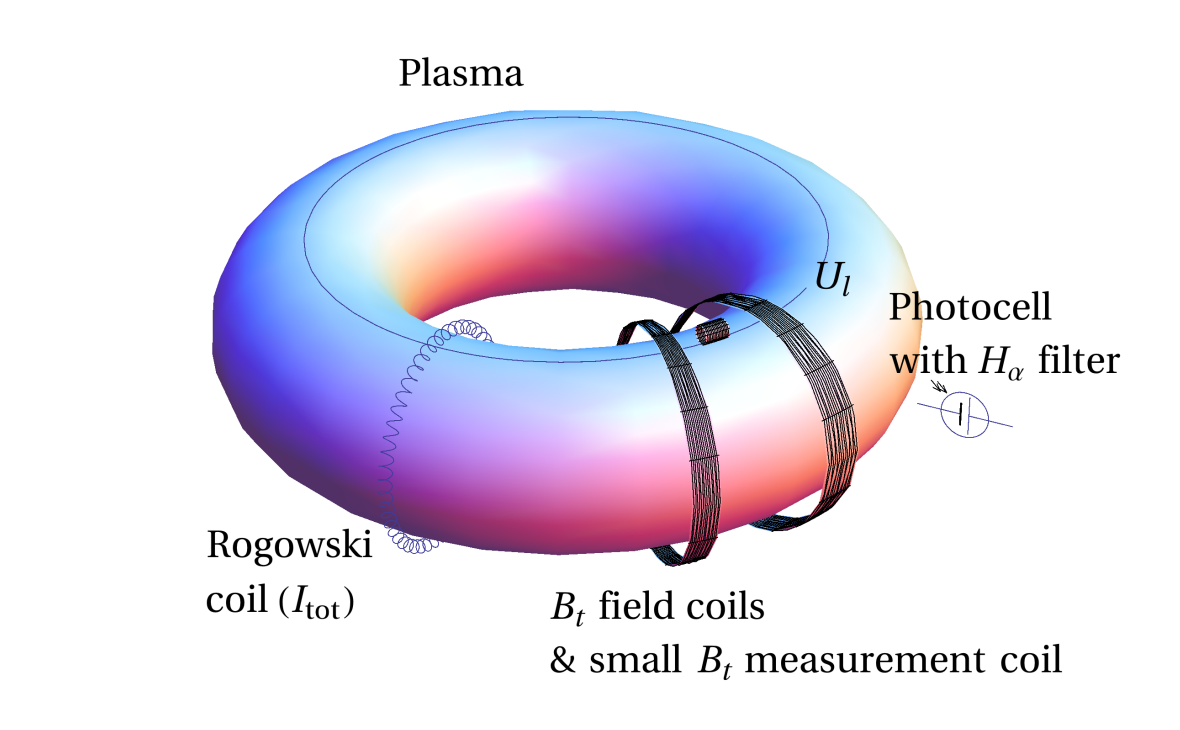 Plasma
U_l
Photocell
with H_α filter
Rogowski
coil (I_tot)
B_t field coils
& small B_t measurement coil